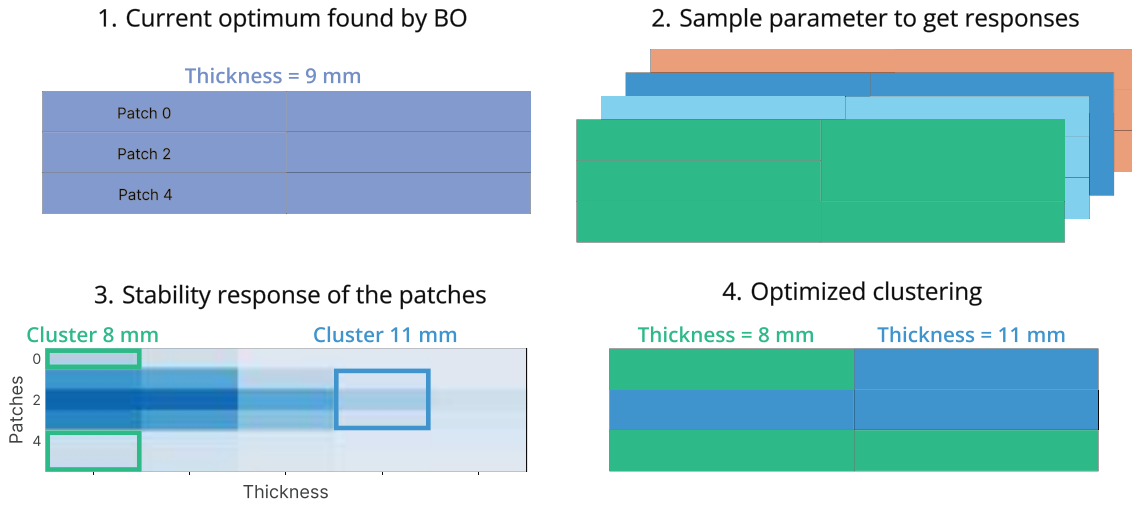 1. Current optimum found by BO
Thickness = 9 mm
Patch 0
Patch 2
Patch 4
2. Sample parameter to get responses
3. Stability response of the patches
Cluster 8 mm
Cluster 11 mm
0
2
4
Patches
Thickness
4. Optimized clustering
Thickness = 8 mm
Thickness = 11 mm